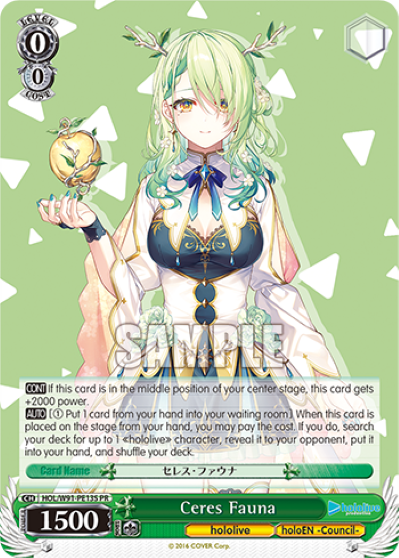 LEVEL
0
0
COST
SAMPLE
CONT If this card is in the middle position of your center stage, this card gets
+2000 power.
AUTO [① Put 1 card from your hand into your waiting room] When this card is
placed on the stage from your hand, you may pay the cost. If you do, search
your deck for up to 1 <hololive> character, reveal it to your opponent, put it
into your hand, and shuffle your deck.
Card Name
セレス・ファウナ
CH HOL/W91-PE135 PR
1500
Ceres Fauna
hololive
hololive
holoEN -Council-
© 2016 COVER Corp.